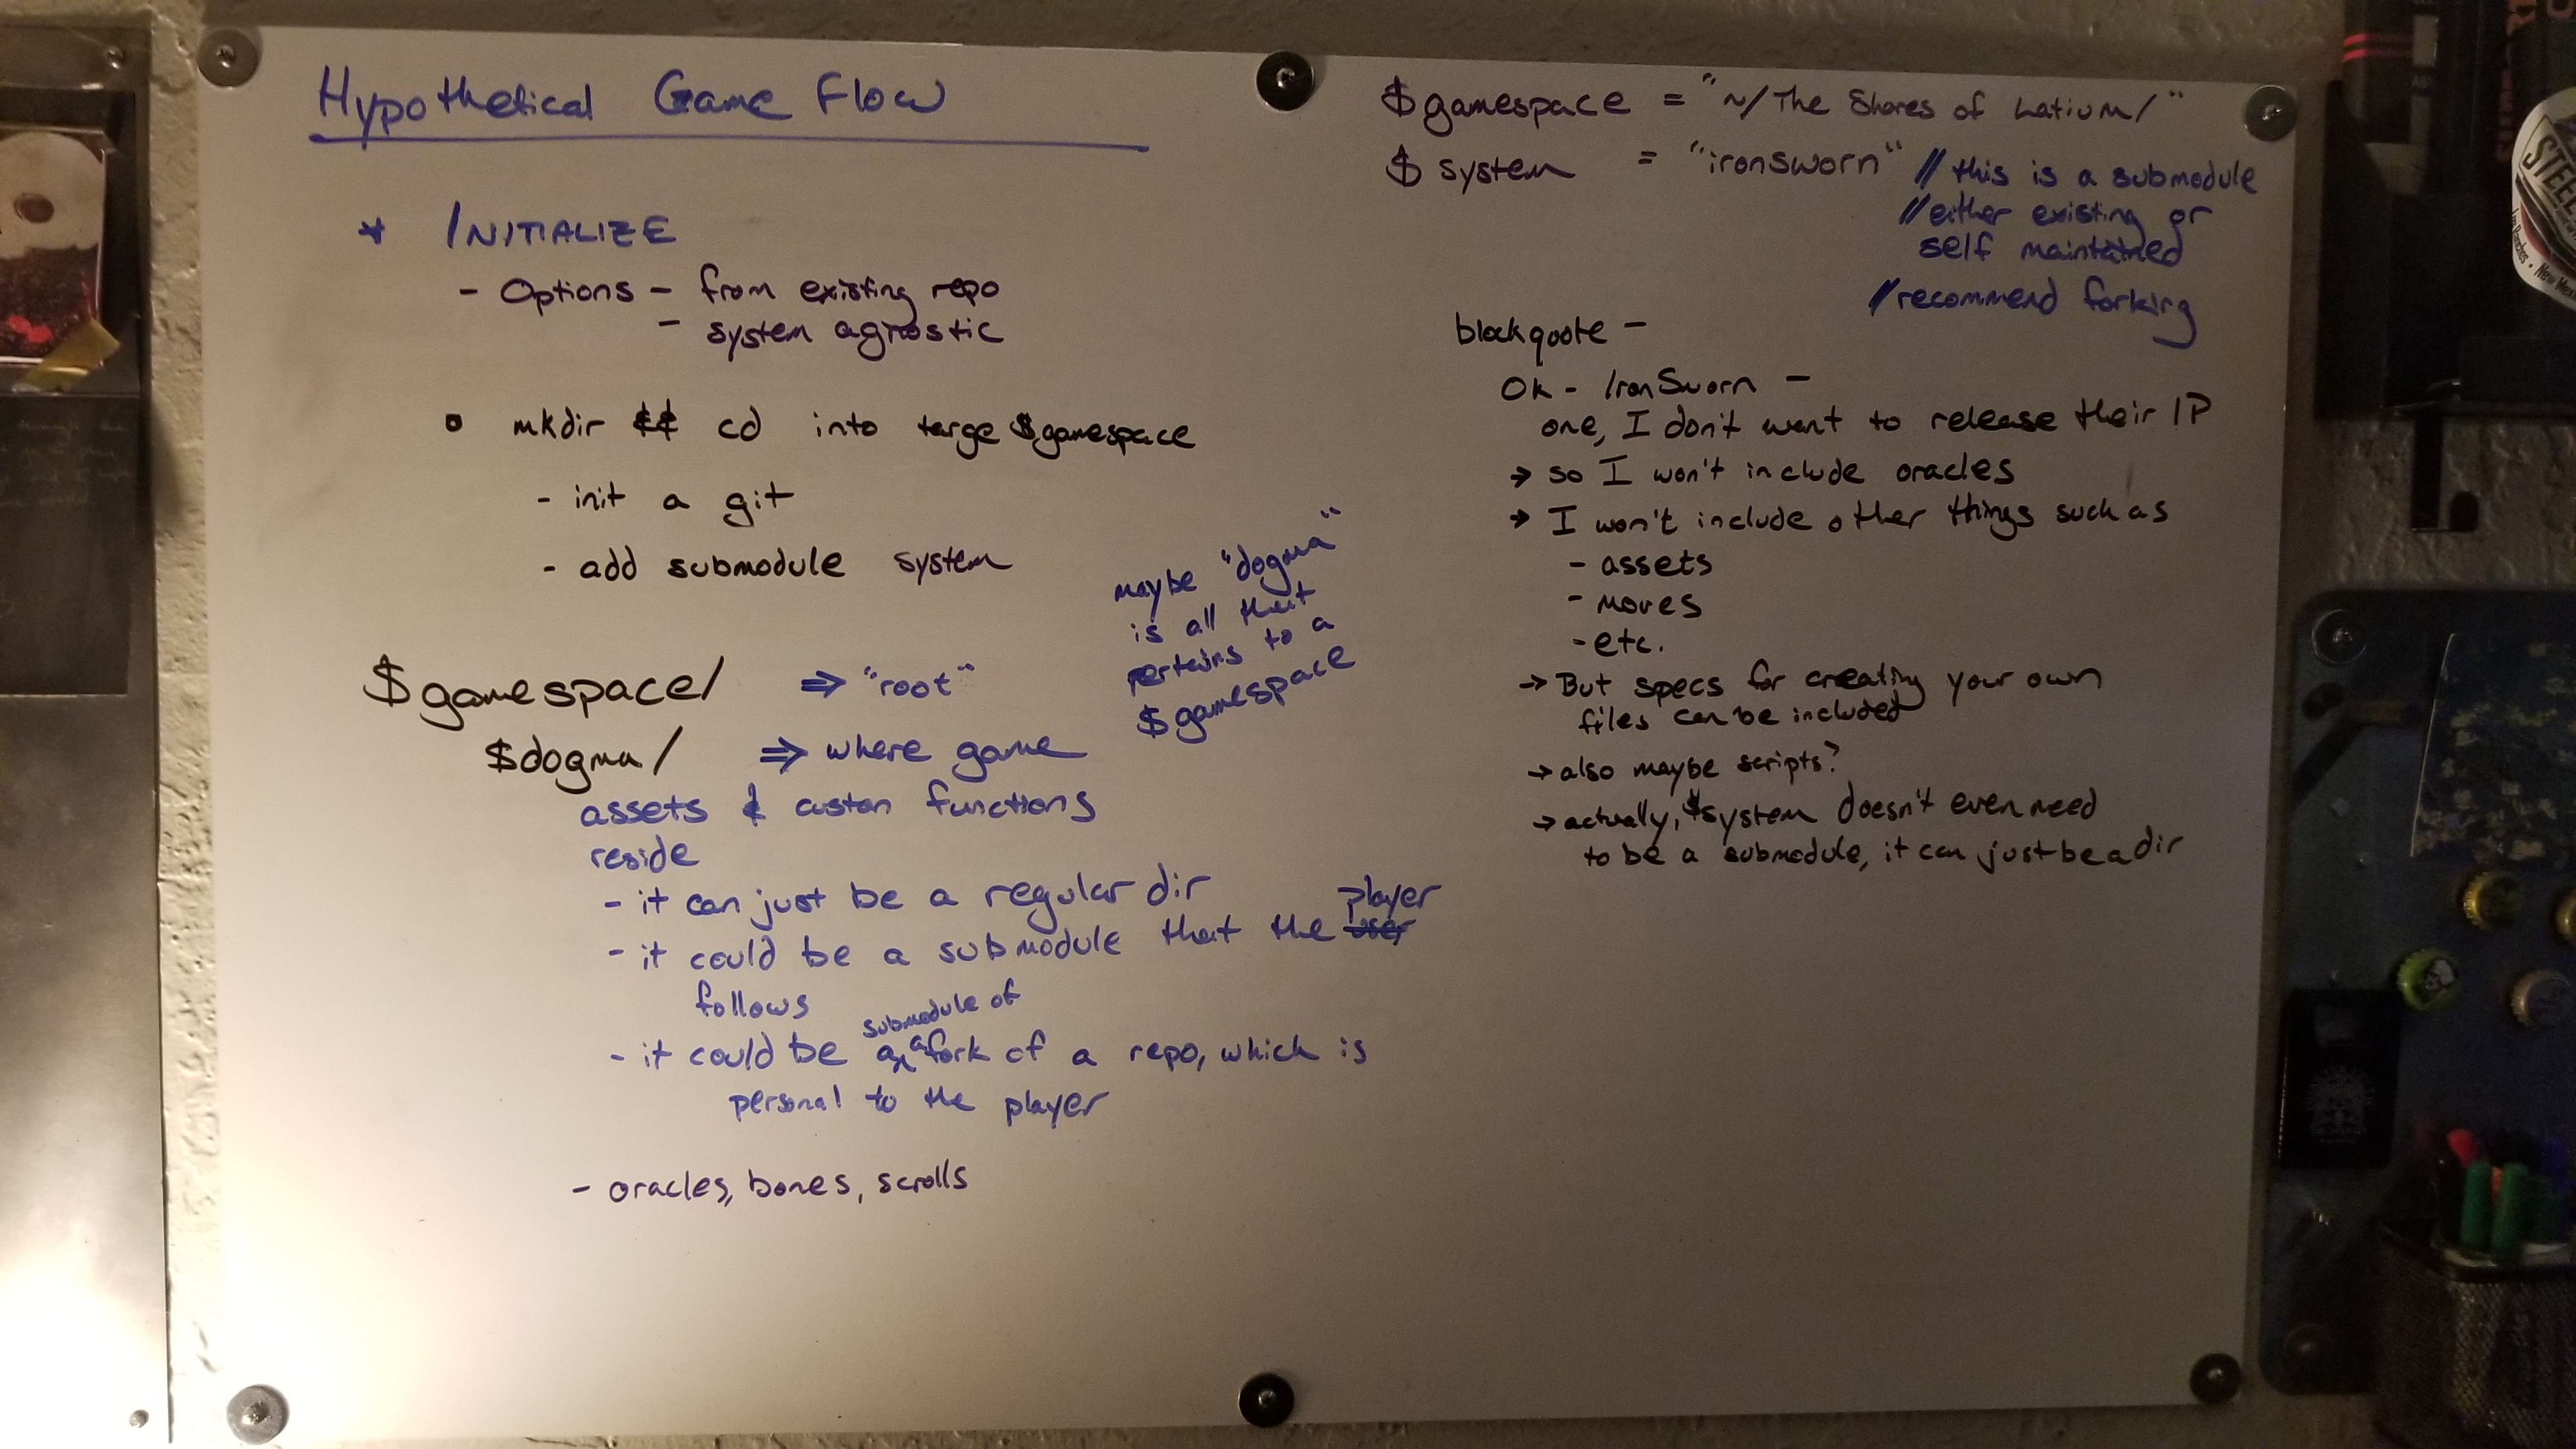 Hypothetical Game Flow
* INITIALIZE
- Options - from existing repo
- system agnostic
mkdir && cd into targe $gamespace
- init a git
- add submodule system
$gamespace/ => "root"
$dogma/ => where game
assets & custon functions
reside
- it can just be a regular dir
- it could be a submodule that the user player
follows
- it could be a submodule of a fork of a repo, which is
personal to the player
- oracles, bones, scrolls
maybe "dogma"
is all that
pertains to a
$gamespace
$gamespace = "~/The Shores of Latium/"
$system = "ironsworn" // this is a submodule
// either existing or
self maintained
// recommend forking
blockquote -
Ok - IronSworn -
one, I don't want to release their IP
→ so I won't include oracles
→ I won't include other things such as
- assets
- moves
- etc.
→ But specs for creating your own
files can be included
→ also maybe scripts?
→ actually, $system doesn't even need
to be a submodule, it can just be a dir
STEEL
New Mex